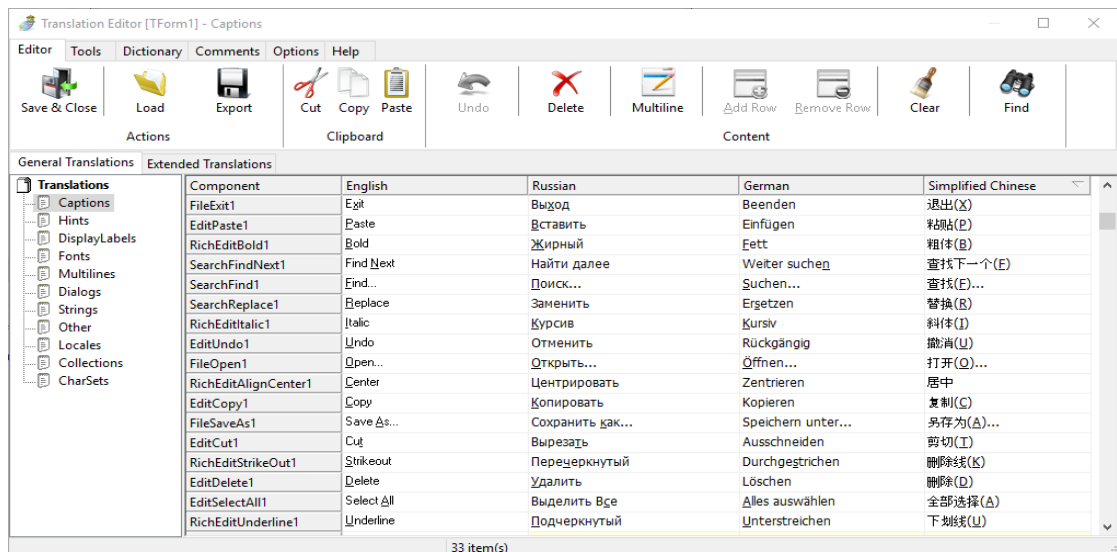 Translation Editor [TForm1] - Captions
Editor Tools Dictionary Comments Options Help
Save & Close Load Export Cut Copy Paste Undo Delete Multiline Add Row Remove Row Clear Find
Actions Clipboard Content
General Translations Extended Translations
Translations
Captions
Hints
DisplayLabels
Fonts
Multilines
Dialogs
Strings
Other
Locales
Collections
CharSets
Component English Russian German Simplified Chinese
FileExit1 Exit Выход Beenden 退出(X)
EditPaste1 Paste Вставить Einfügen 粘贴(P)
RichEditBold1 Bold Жирный Fett 粗体(B)
SearchFindNext1 Find Next Найти далее Weiter suchen 查找下一个(F)
SearchFind1 Find... Поиск... Suchen... 查找(F)...
SearchReplace1 Replace Заменить Ersetzen 替换(R)
RichEditItalic1 Italic Курсив Kursiv 斜体(I)
EditUndo1 Undo Отменить Rückgängig 撤消(U)
FileOpen1 Open... Открыть... Öffnen... 打开(O)...
RichEditAlignCenter1 Center Центрировать Zentrieren 居中
EditCopy1 Copy Копировать Kopieren 复制(C)
FileSaveAs1 Save As... Сохранить как... Speichern unter... 另存为(A)...
EditCut1 Cut Вырезать Ausschneiden 剪切(T)
RichEditStrikeOut1 Strikeout Перечеркнутый Durchgestrichen 删除线(K)
EditDelete1 Delete Удалить Löschen 删除(D)
EditSelectAll1 Select All Выделить Все Alles auswählen 全部选择(A)
RichEditUnderline1 Underline Подчеркнутый Unterstreichen 下划线(U)
33 item(s)